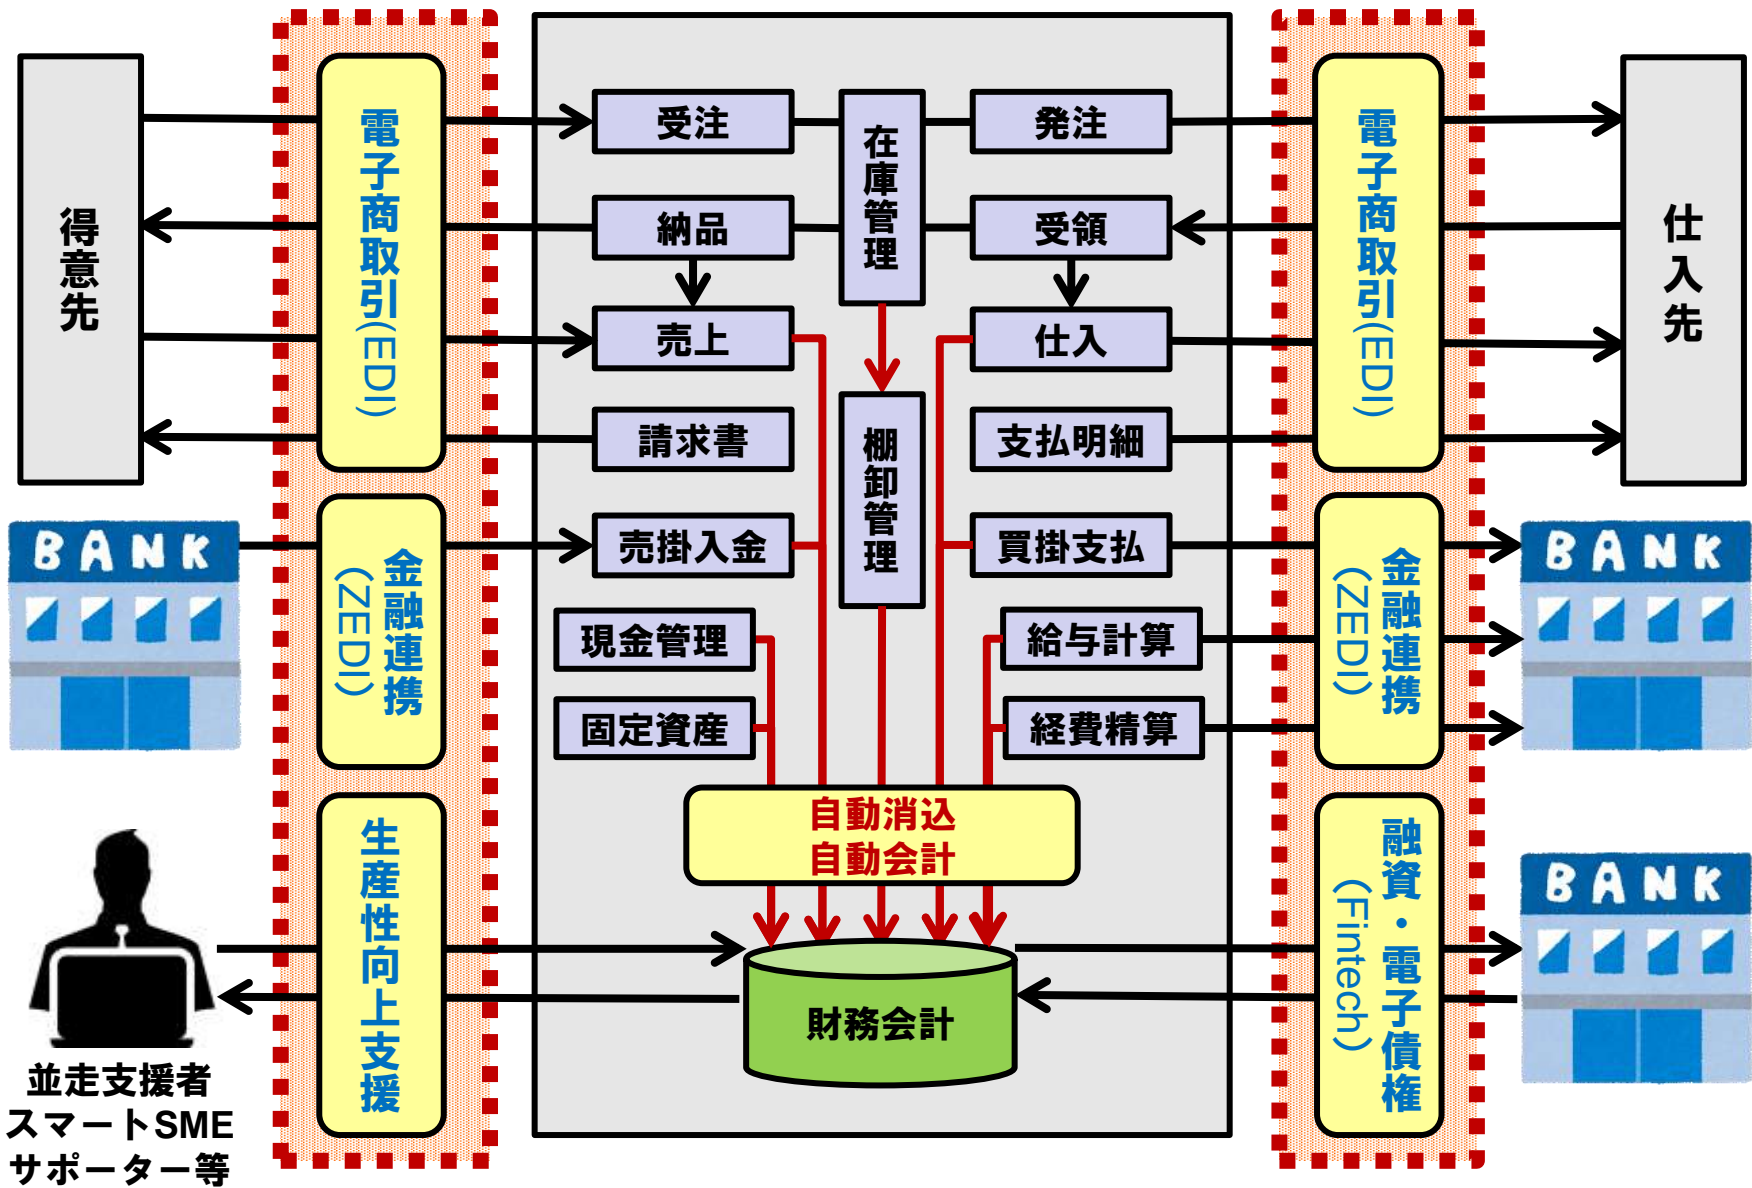 得意先
電子商取引(EDI)
受注
在庫管理
発注
電子商取引(EDI)
仕入先
納品
受領
売上
仕入
請求書
棚卸管理
支払明細
BANK
金融連携
(ZEDI)
売掛入金
買掛支払
金融連携
(ZEDI)
BANK
現金管理
給与計算
固定資産
経費精算
自動消込
自動会計
生産性向上支援
財務会計
融資・電子債権
(Fintech)
BANK
並走支援者
スマートSME
サポーター等